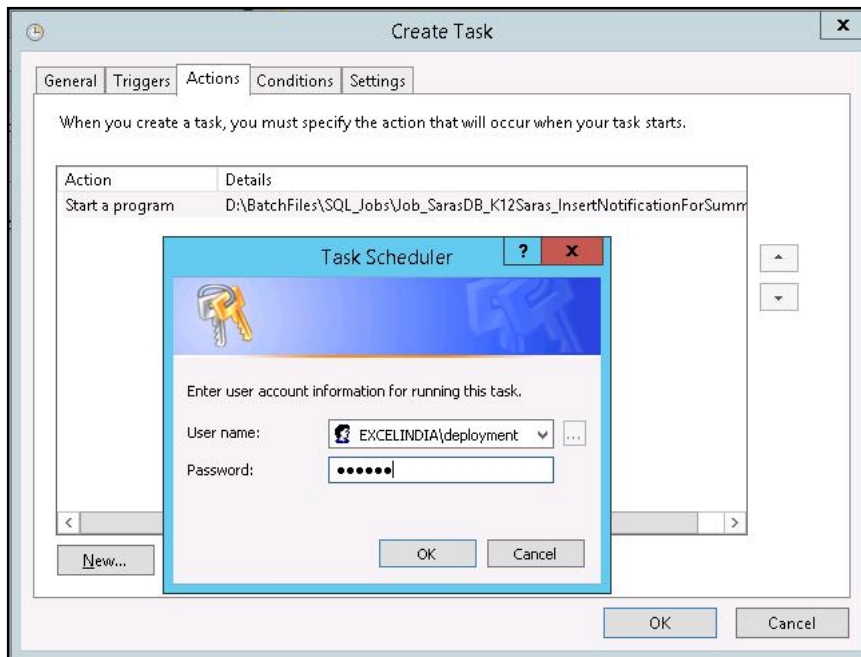 Create Task
x
General Triggers Actions Conditions Settings
When you create a task, you must specify the action that will occur when your task starts.
Action Details
Start a program D:\BatchFiles\SQL_Jobs\Job_SarasDB_K12Saras_InsertNotificationForSumm
Task Scheduler ? x
Enter user account information for running this task.
User name: EXCELINDIA\deployment ...
Password: ●●●●●●
OK Cancel
New...
OK Cancel